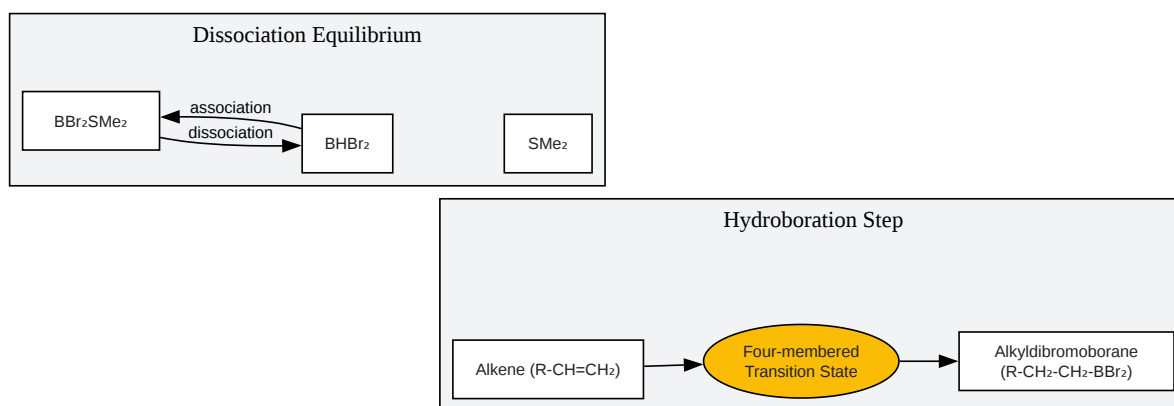 Dissociation Equilibrium
BBr₂SMe₂
association
dissociation
BHBr₂
SMe₂
Hydroboration Step
Alkene (R-CH=CH₂)
Four-membered
Transition State
Alkyldibromoborane
(R-CH₂-CH₂-BBr₂)